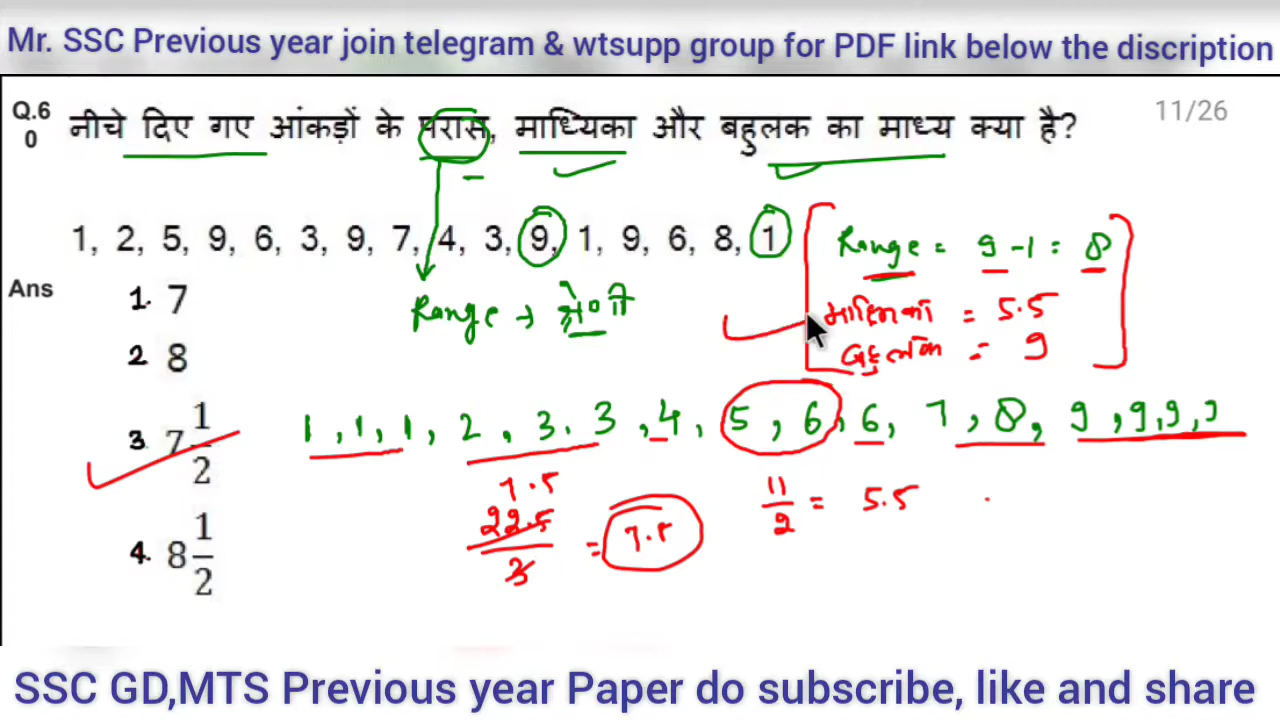 Mr. SSC Previous year join telegram & wtsupp group for PDF link below the discription
Q.6 नीचे दिए गए आंकड़ों के परास, माध्यिका और बहुलक का माध्य क्या है? 11/26
0
1, 2, 5, 9, 6, 3, 9, 7, 4, 3, 9, 1, 9, 6, 8, 1
Range = 9 - 1 = 8
Ans
1. 7
Range →
= 5.5
2 8
= 9
3 7 1/2
1, 1, 1, 2, 3, 3, 4, 5, 6, 6, 7, 8, 9, 9, 9, 9
7.5
22.5/3 = 7.5
11/2 = 5.5
4. 8 1/2
SSC GD,MTS Previous year Paper do subscribe, like and share